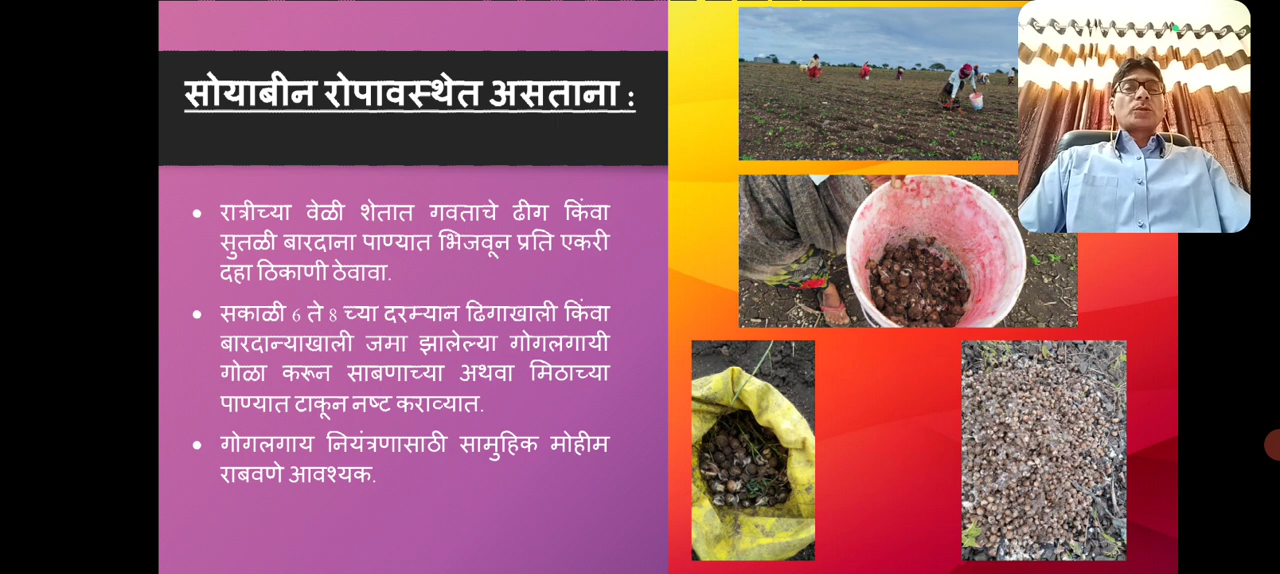 सोयाबीन रोपावस्थेत असताना :
• रात्रीच्या वेळी शेतात गवताचे ढीग किंवा
सुतळी बारदाना पाण्यात भिजवून प्रति एकरी
दहा ठिकाणी ठेवावा.
• सकाळी 6 ते 8 च्या दरम्यान ढिगाखाली किंवा
बारदान्याखाली जमा झालेल्या गोगलगायी
गोळा करून साबणाच्या अथवा मिठाच्या
पाण्यात टाकून नष्ट कराव्यात.
• गोगलगाय नियंत्रणासाठी सामुहिक मोहीम
राबवणे आवश्यक.